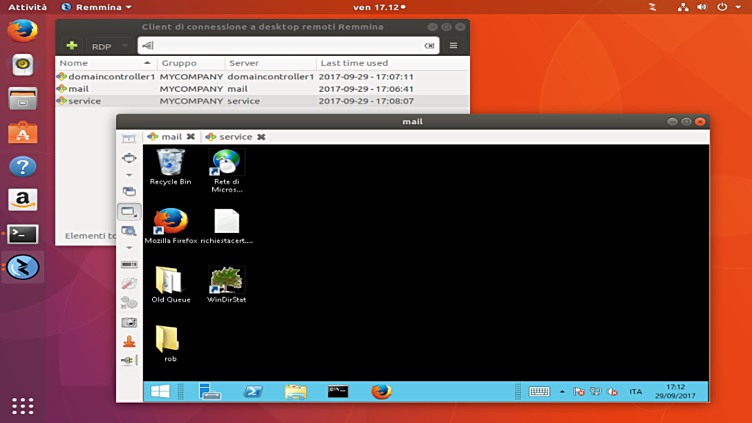 Attività
Remmina
ven 17.12
Client di connessione a desktop remoti Remmina
RDP
Nome Gruppo Server Last time used
domaincontroller1 MYCOMPANY domaincontroller1 2017-09-29 - 17:07:11
mail MYCOMPANY mail 2017-09-29 - 17:06:41
service MYCOMPANY service 2017-09-29 - 17:08:07
Elementi to
mail
mail service
Recycle Bin
Rete di
Micros...
Mozilla Firefox
richiestacert....
Old Queue
WinDirStat
rob
ITA
17:12
29/09/2017